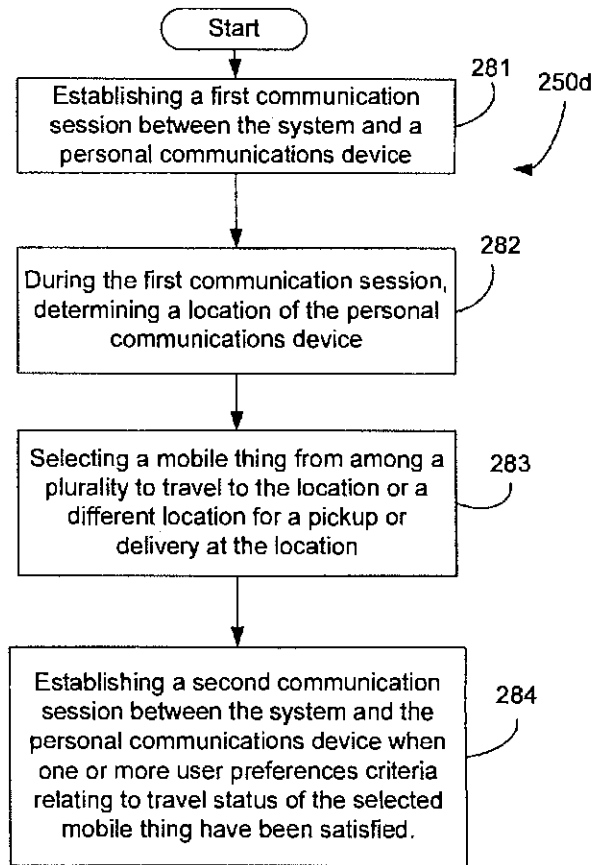 Start
281
250d
Establishing a first communication
session between the system and a
personal communications device
282
During the first communication session,
determining a location of the personal
communications device
283
Selecting a mobile thing from among a
plurality to travel to the location or a
different location for a pickup or
delivery at the location
284
Establishing a second communication
session between the system and the
personal communications device when
one or more user preferences criteria
relating to travel status of the selected
mobile thing have been satisfied.